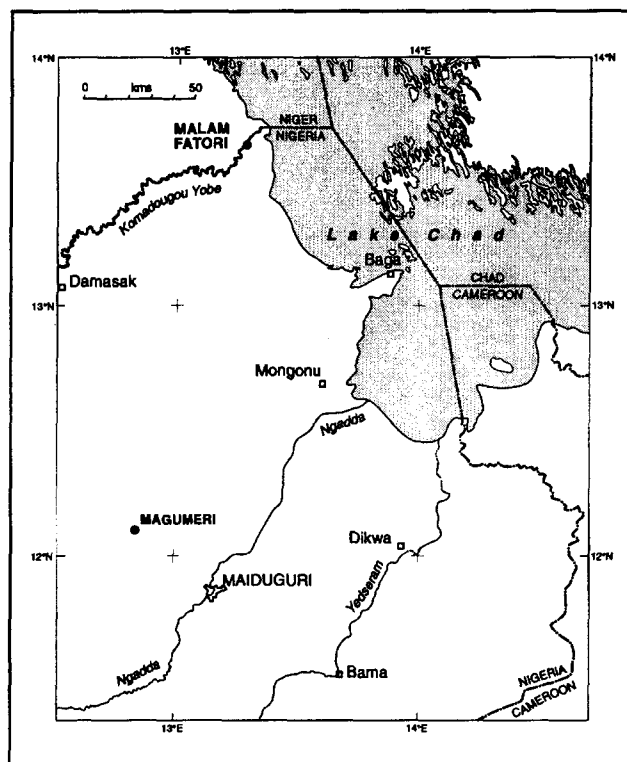 13°E
14°E
14°N
14°N
0 kms 50
NIGER
NIGERIA
MALAM
FATORI
Komadougou Yobe
Lake Chad
Baga
Damasak
13°N
13°N
CHAD
CAMEROON
Mongonu
Ngadda
MAGUMERI
Dikwa
12°N
12°N
MAIDUGURI
Yedseram
Ngadda
Bama
NIGERIA
CAMEROON
13°E
14°E